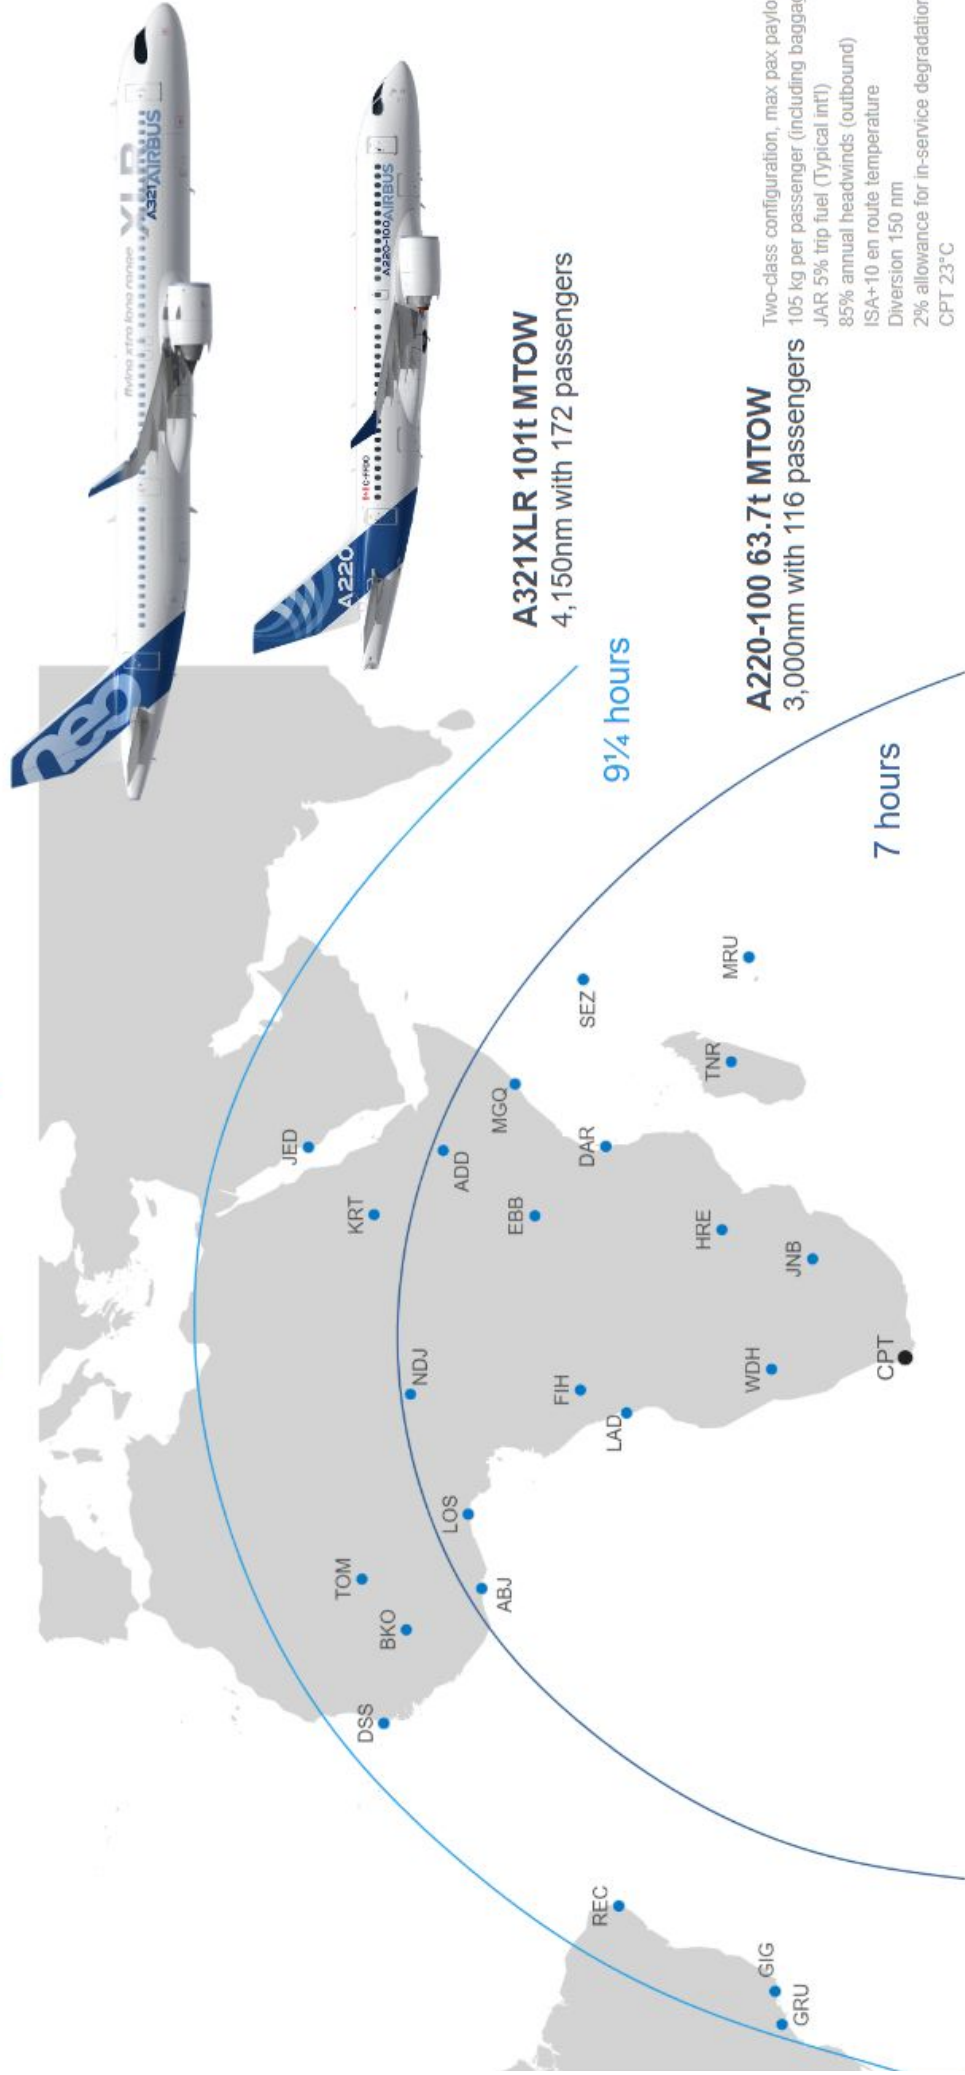 flying xtra long range XLR
A321 AIRBUS
neo
A220-100 AIRBUS
A220
A321XLR 101t MTOW
4,150nm with 172 passengers
9¼ hours
A220-100 63.7t MTOW
3,000nm with 116 passengers
7 hours
Two-class configuration, max pax
105 kg per passenger (including
JAR 5% trip fuel (Typical int'l)
85% annual headwinds (outbound)
ISA+10 en route temperature
Diversion 150 nm
2% allowance for in-service degradation
CPT 23°C
JED
KRT
TOM
BKO
DSS
NDJ
ADD
LOS
ABJ
MGQ
EBB
SEZ
FIH
DAR
LAD
REC
HRE
TNR
MRU
WDH
JNB
GIG
GRU
CPT